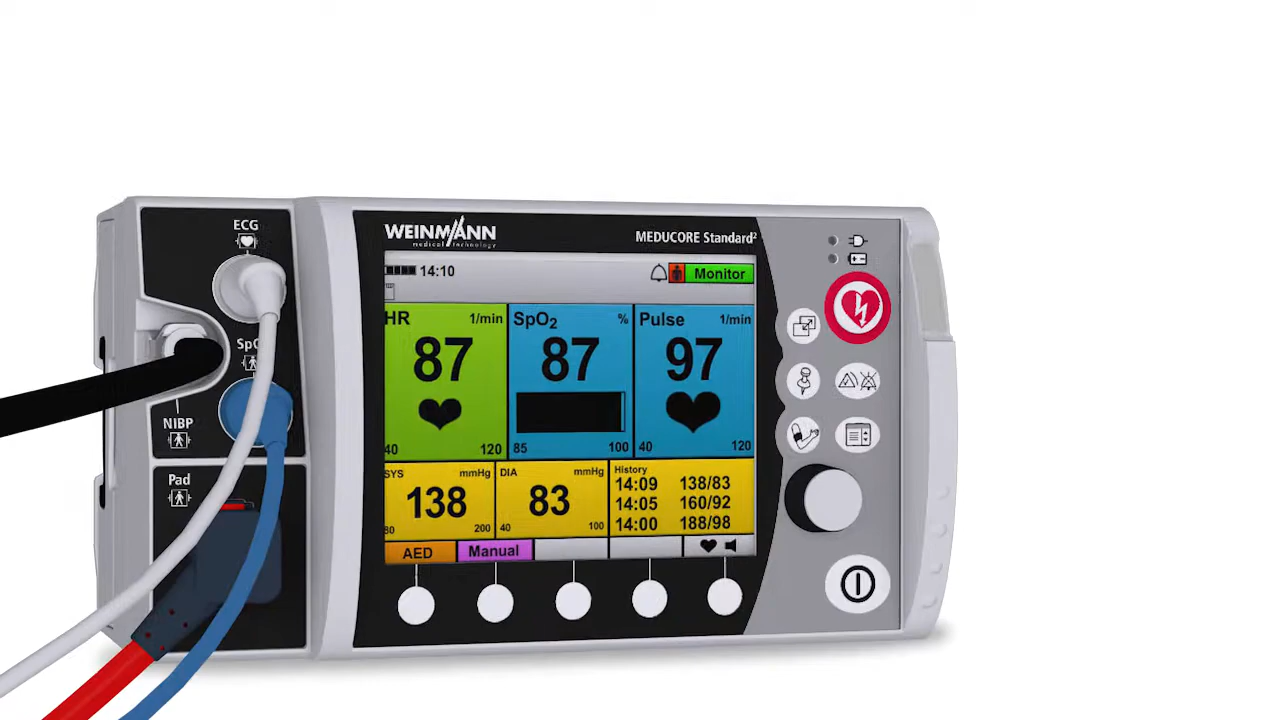 ECG
SpO
NIBP
Pad
WEINMANN
medical technology
MEDUCORE Standard²
14:10
Monitor
HR 1/min
87
40 120
SpO₂ %
87
85 100
Pulse 1/min
97
40 120
SYS mmHg
138
80 200
DIA mmHg
83
40 100
History
14:09 138/83
14:05 160/92
14:00 188/98
AED
Manual